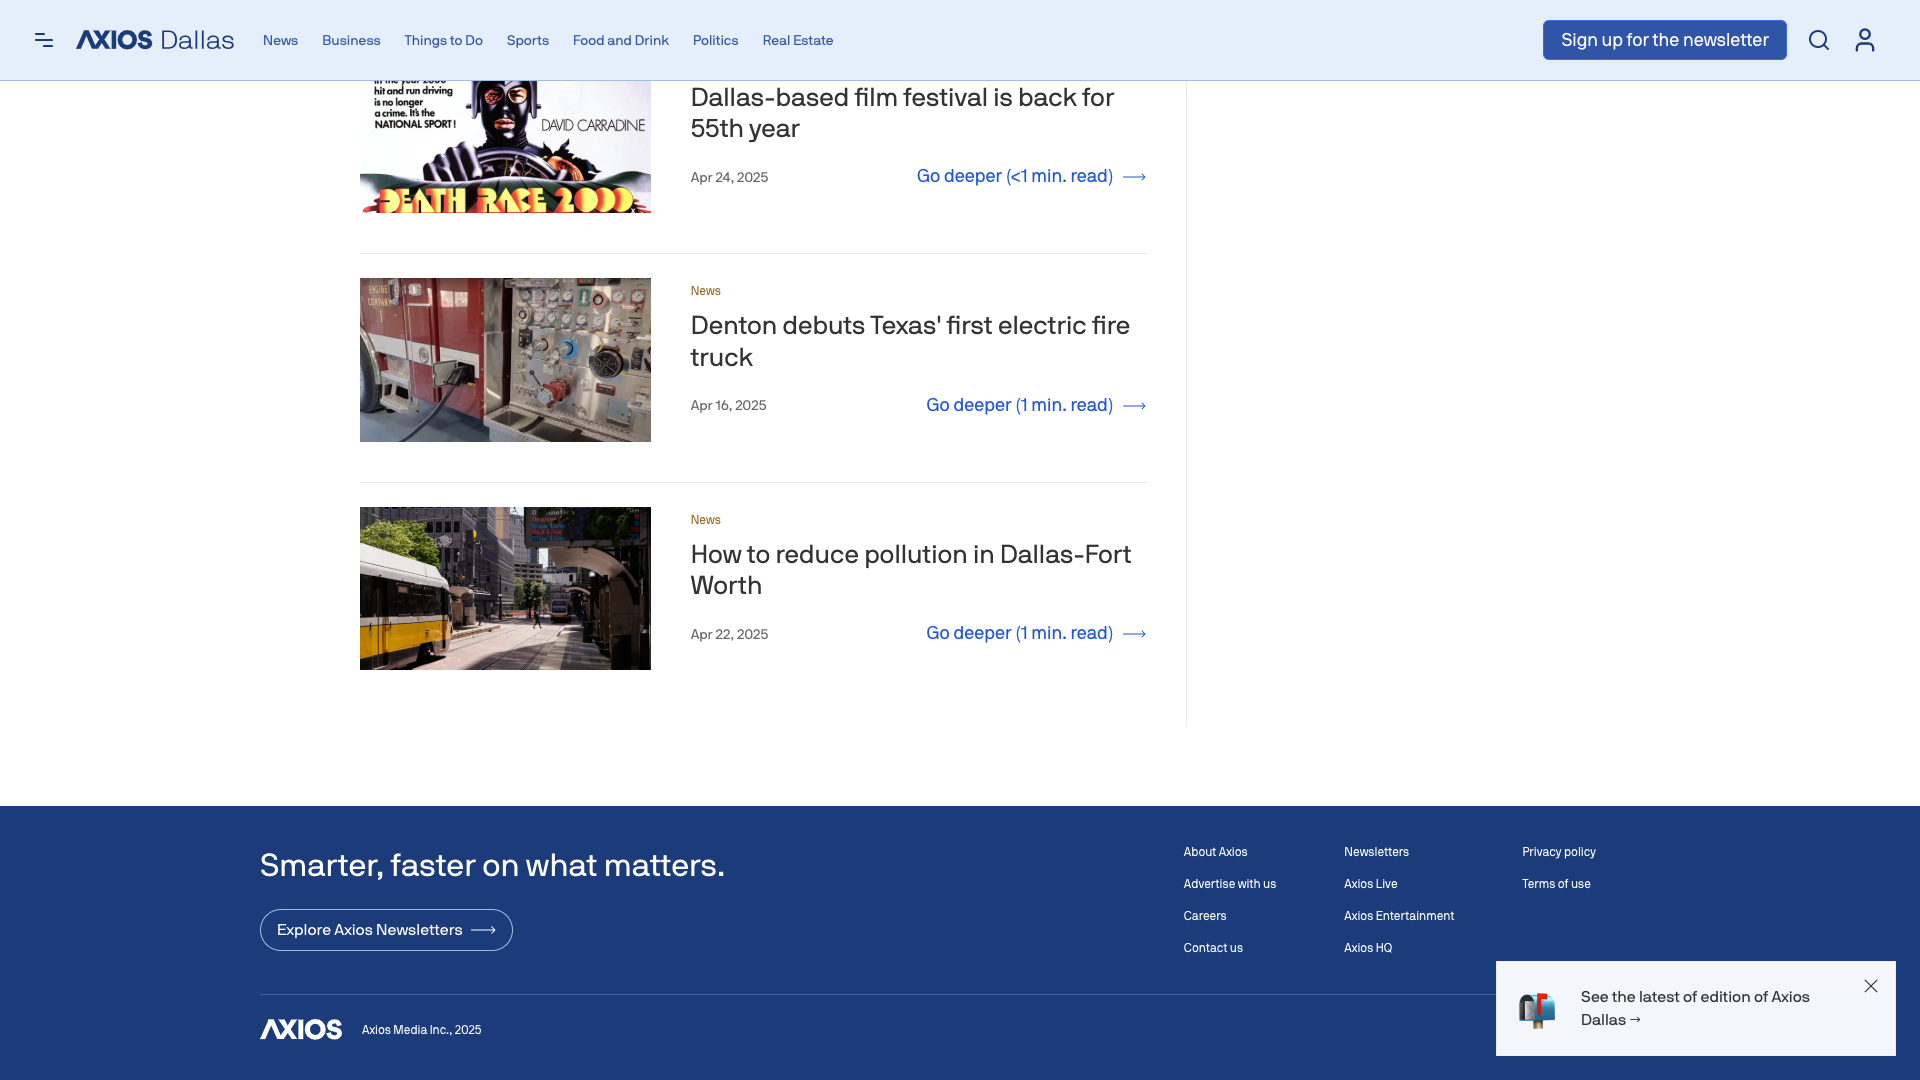 AXIOS Dallas
News
Business
Things to Do
Sports
Food and Drink
Politics
Real Estate
Sign up for the newsletter
hit and run driving
is no longer
a crime. It's the
NATIONAL SPORT!
DAVID CARRADINE
DEATH RACE 2000
Dallas-based film festival is back for
55th year
Apr 24, 2025
Go deeper (<1 min. read)
ENGINE
COMPANY
1
News
Denton debuts Texas' first electric fire
truck
Apr 16, 2025
Go deeper (1 min. read)
News
How to reduce pollution in Dallas-Fort
Worth
Apr 22, 2025
Go deeper (1 min. read)
Smarter, faster on what matters.
Explore Axios Newsletters
About Axios
Advertise with us
Careers
Contact us
Newsletters
Axios Live
Axios Entertainment
Axios HQ
Privacy policy
Terms of use
AXIOS
Axios Media Inc., 2025
See the latest of edition of Axios
Dallas →